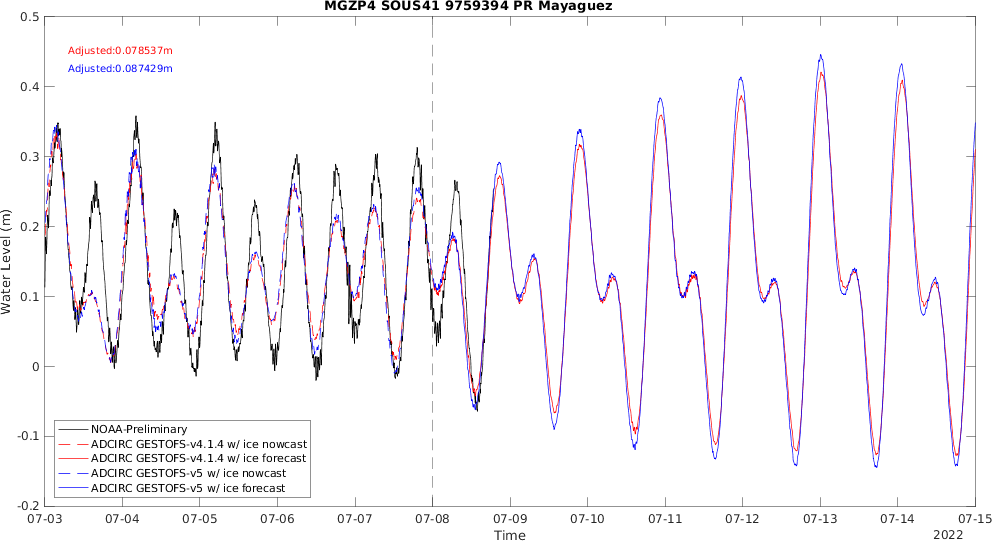 MGZP4 SOUS41 9759394 PR Mayaguez
Adjusted:0.078537m
Adjusted:0.087429m
0.5
0.4
0.3
0.2
0.1
0
-0.1
-0.2
Water Level (m)
NOAA-Preliminary
ADCIRC GESTOFS-v4.1.4 w/ ice nowcast
ADCIRC GESTOFS-v4.1.4 w/ ice forecast
ADCIRC GESTOFS-v5 w/ ice nowcast
ADCIRC GESTOFS-v5 w/ ice forecast
07-03 07-04 07-05 07-06 07-07 07-08 07-09 07-10 07-11 07-12 07-13 07-14 07-15
Time
2022